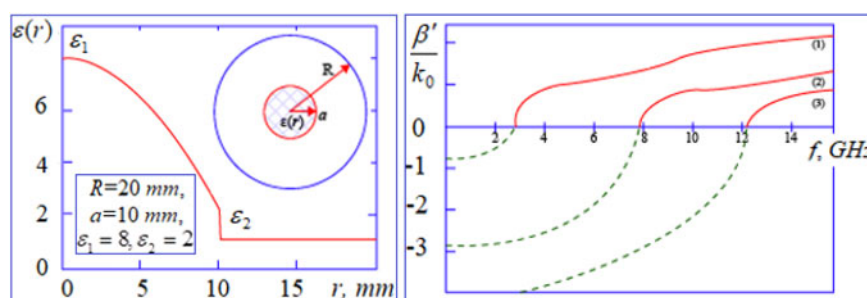 ε(r)
ε₁
6
4
2
0
R
ε(r)
a
R=20 mm,
a=10 mm,
ε₁ = 8, ε₂ = 2
ε₂
0 5 10 15 r, mm
β′
k₀
0
-1
-2
-3
2 4 6 8 10 12 14
f, GHz
(1)
(2)
(3)